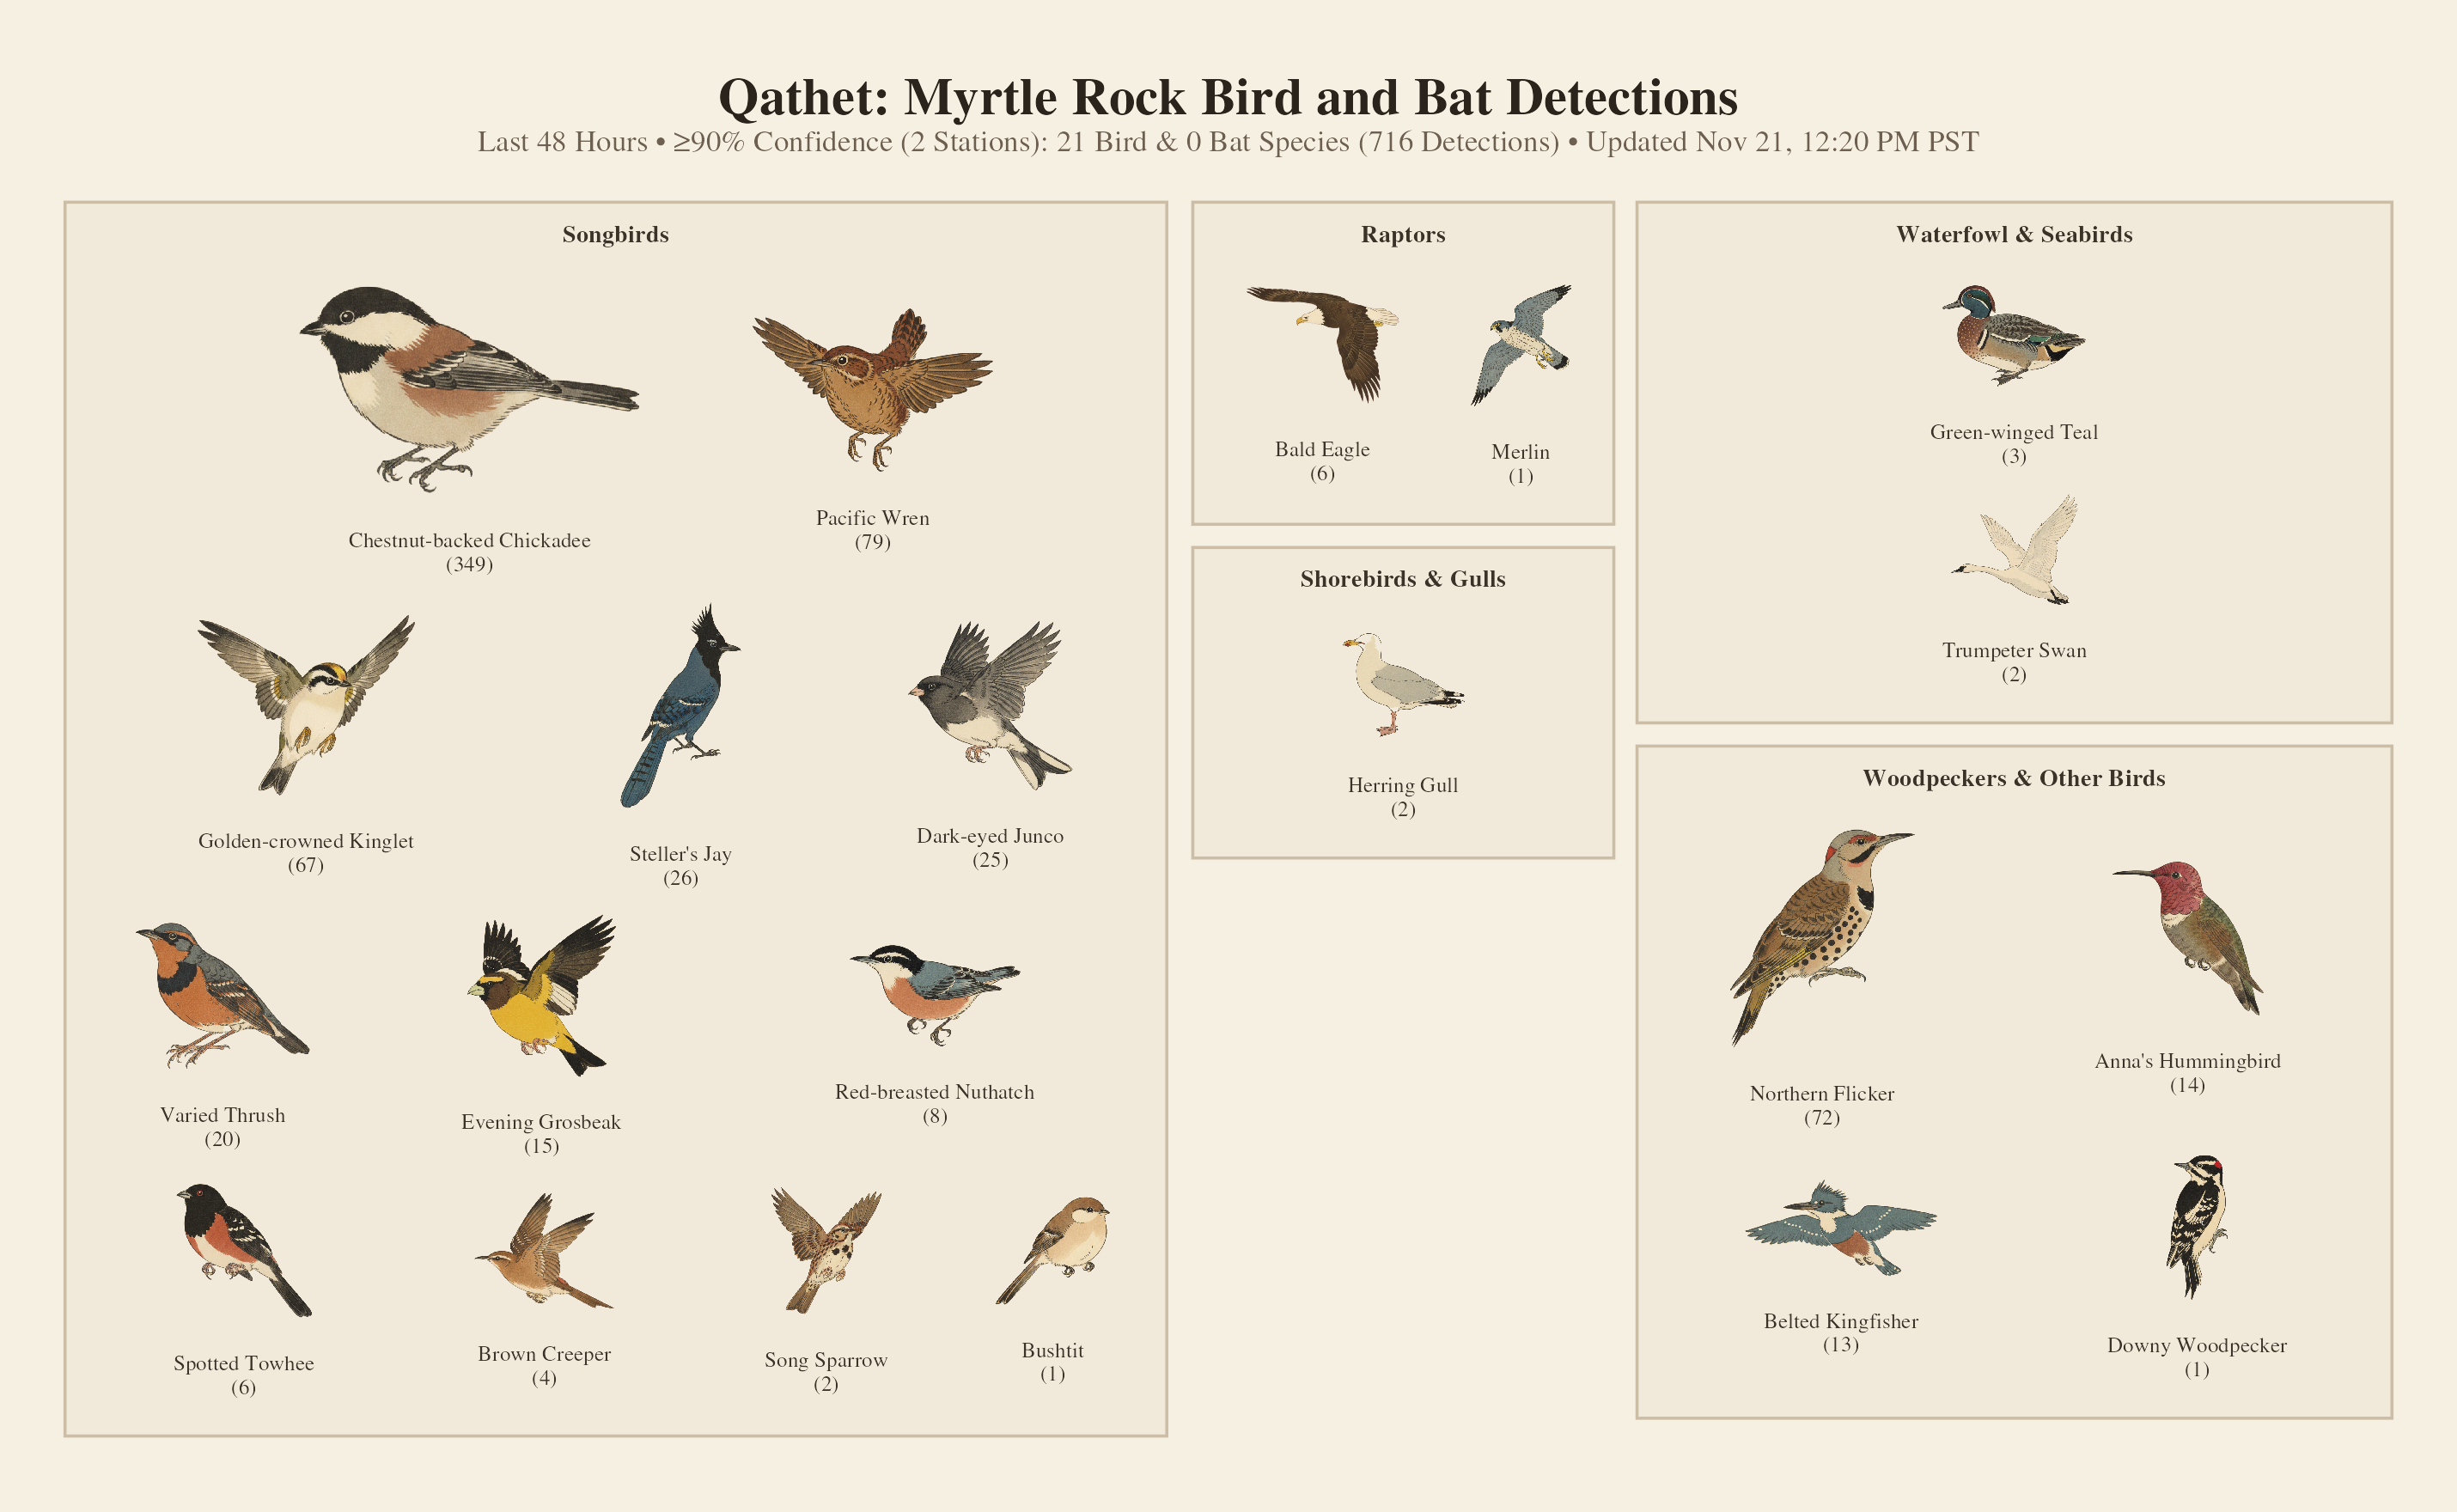 Qathet: Myrtle Rock Bird and Bat Detections
Last 48 Hours • ≥90% Confidence (2 Stations): 21 Bird & 0 Bat Species (716 Detections) • Updated Nov 21, 12:20 PM PST
Songbirds
Chestnut-backed Chickadee
(349)
Pacific Wren
(79)
Golden-crowned Kinglet
(67)
Steller's Jay
(26)
Dark-eyed Junco
(25)
Varied Thrush
(20)
Evening Grosbeak
(15)
Red-breasted Nuthatch
(8)
Spotted Towhee
(6)
Brown Creeper
(4)
Song Sparrow
(2)
Bushtit
(1)
Raptors
Bald Eagle
(6)
Merlin
(1)
Shorebirds & Gulls
Herring Gull
(2)
Waterfowl & Seabirds
Green-winged Teal
(3)
Trumpeter Swan
(2)
Woodpeckers & Other Birds
Northern Flicker
(72)
Anna's Hummingbird
(14)
Belted Kingfisher
(13)
Downy Woodpecker
(1)